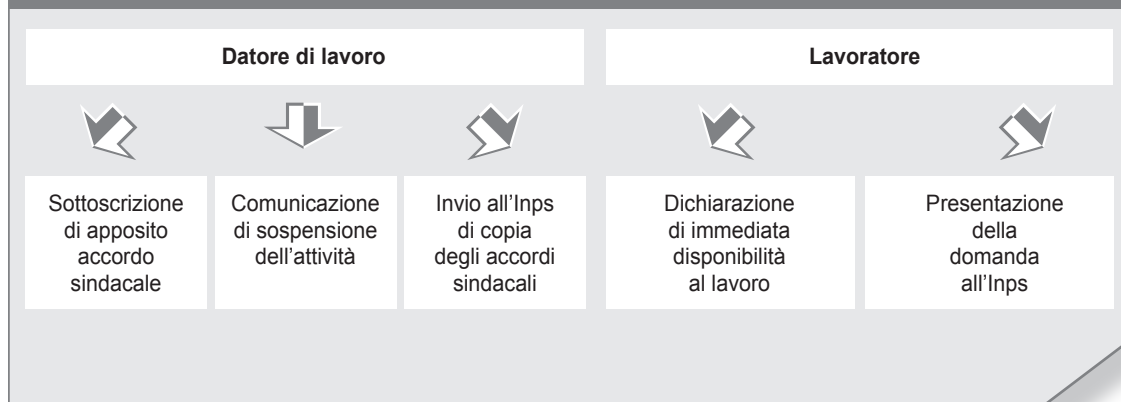 Datore di lavoro
Lavoratore
Sottoscrizione
di apposito
accordo
sindacale
Comunicazione
di sospensione
dell'attività
Invio all'Inps
di copia
degli accordi
sindacali
Dichiarazione
di immediata
disponibilità
al lavoro
Presentazione
della
domanda
all'Inps